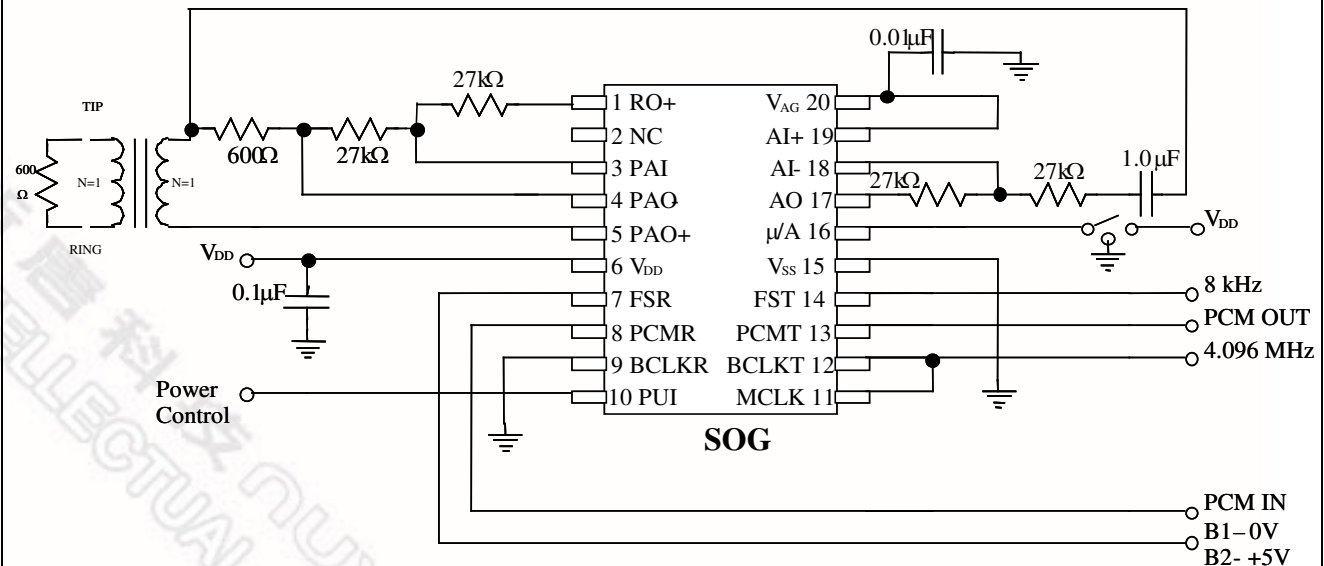 0.01µF
27kΩ
TIP
600Ω
27kΩ
600
Ω
N=1
N=1
RING
1 RO+
2 NC
3 PAI
4 PAO-
5 PAO+
6 VDD
7 FSR
8 PCMR
9 BCLKR
10 PUI
VAG 20
AI+ 19
AI- 18
AO 17
µ/A 16
VSS 15
FST 14
PCMT 13
BCLKT 12
MCLK 11
SOG
27kΩ
27kΩ
1.0 µF
VDD
VDD
0.1µF
8 kHz
PCM OUT
4.096 MHz
Power
Control
PCM IN
B1– 0V
B2- +5V